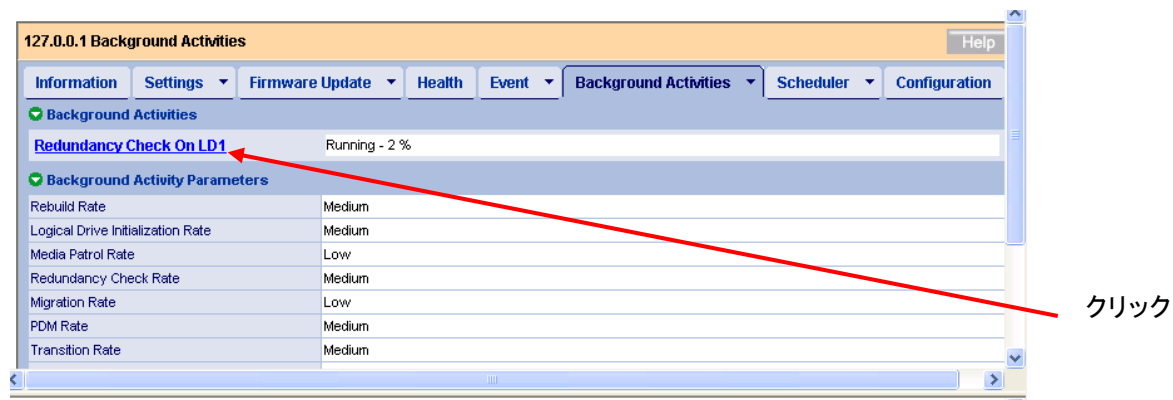 127.0.0.1 Background Activities Help
Information Settings Firmware Update Health Event Background Activities Scheduler Configuration
Background Activities
Redundancy Check On LD1 Running - 2 %
Background Activity Parameters
Rebuild Rate Medium
Logical Drive Initialization Rate Medium
Media Patrol Rate Low
Redundancy Check Rate Medium
Migration Rate Low
クリック
PDM Rate Medium
Transition Rate Medium